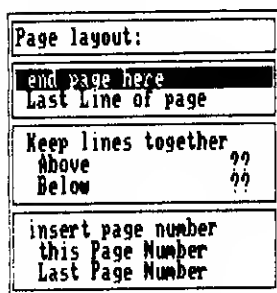 Page layout:
end page here
Last Line of page
Keep lines together
Above ??
Below ??
insert page number
this Page Number
Last Page Number